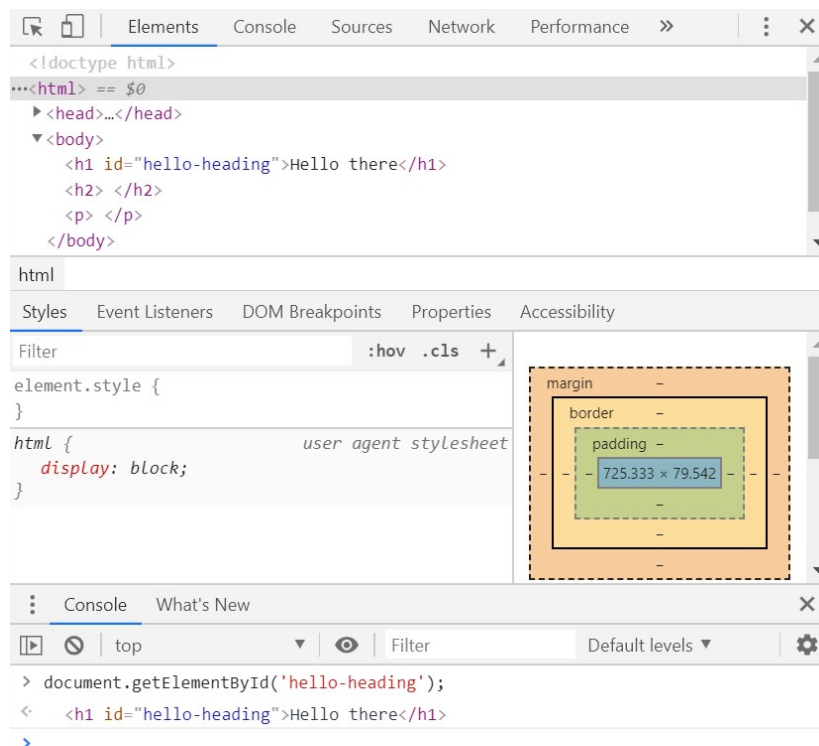 Elements Console Sources Network Performance »
<!doctype html>
···<html> == $0
<head>…</head>
<body>
<h1 id="hello-heading">Hello there</h1>
<h2> </h2>
<p> </p>
</body>
html
Styles Event Listeners DOM Breakpoints Properties Accessibility
Filter :hov .cls +
element.style {
}
html { user agent stylesheet
display: block;
}
margin –
border –
padding –
– – – 725.333 × 79.542 – – –
–
–
–
Console What's New
top Filter Default levels
> document.getElementById('hello-heading');
<h1 id="hello-heading">Hello there</h1>
>